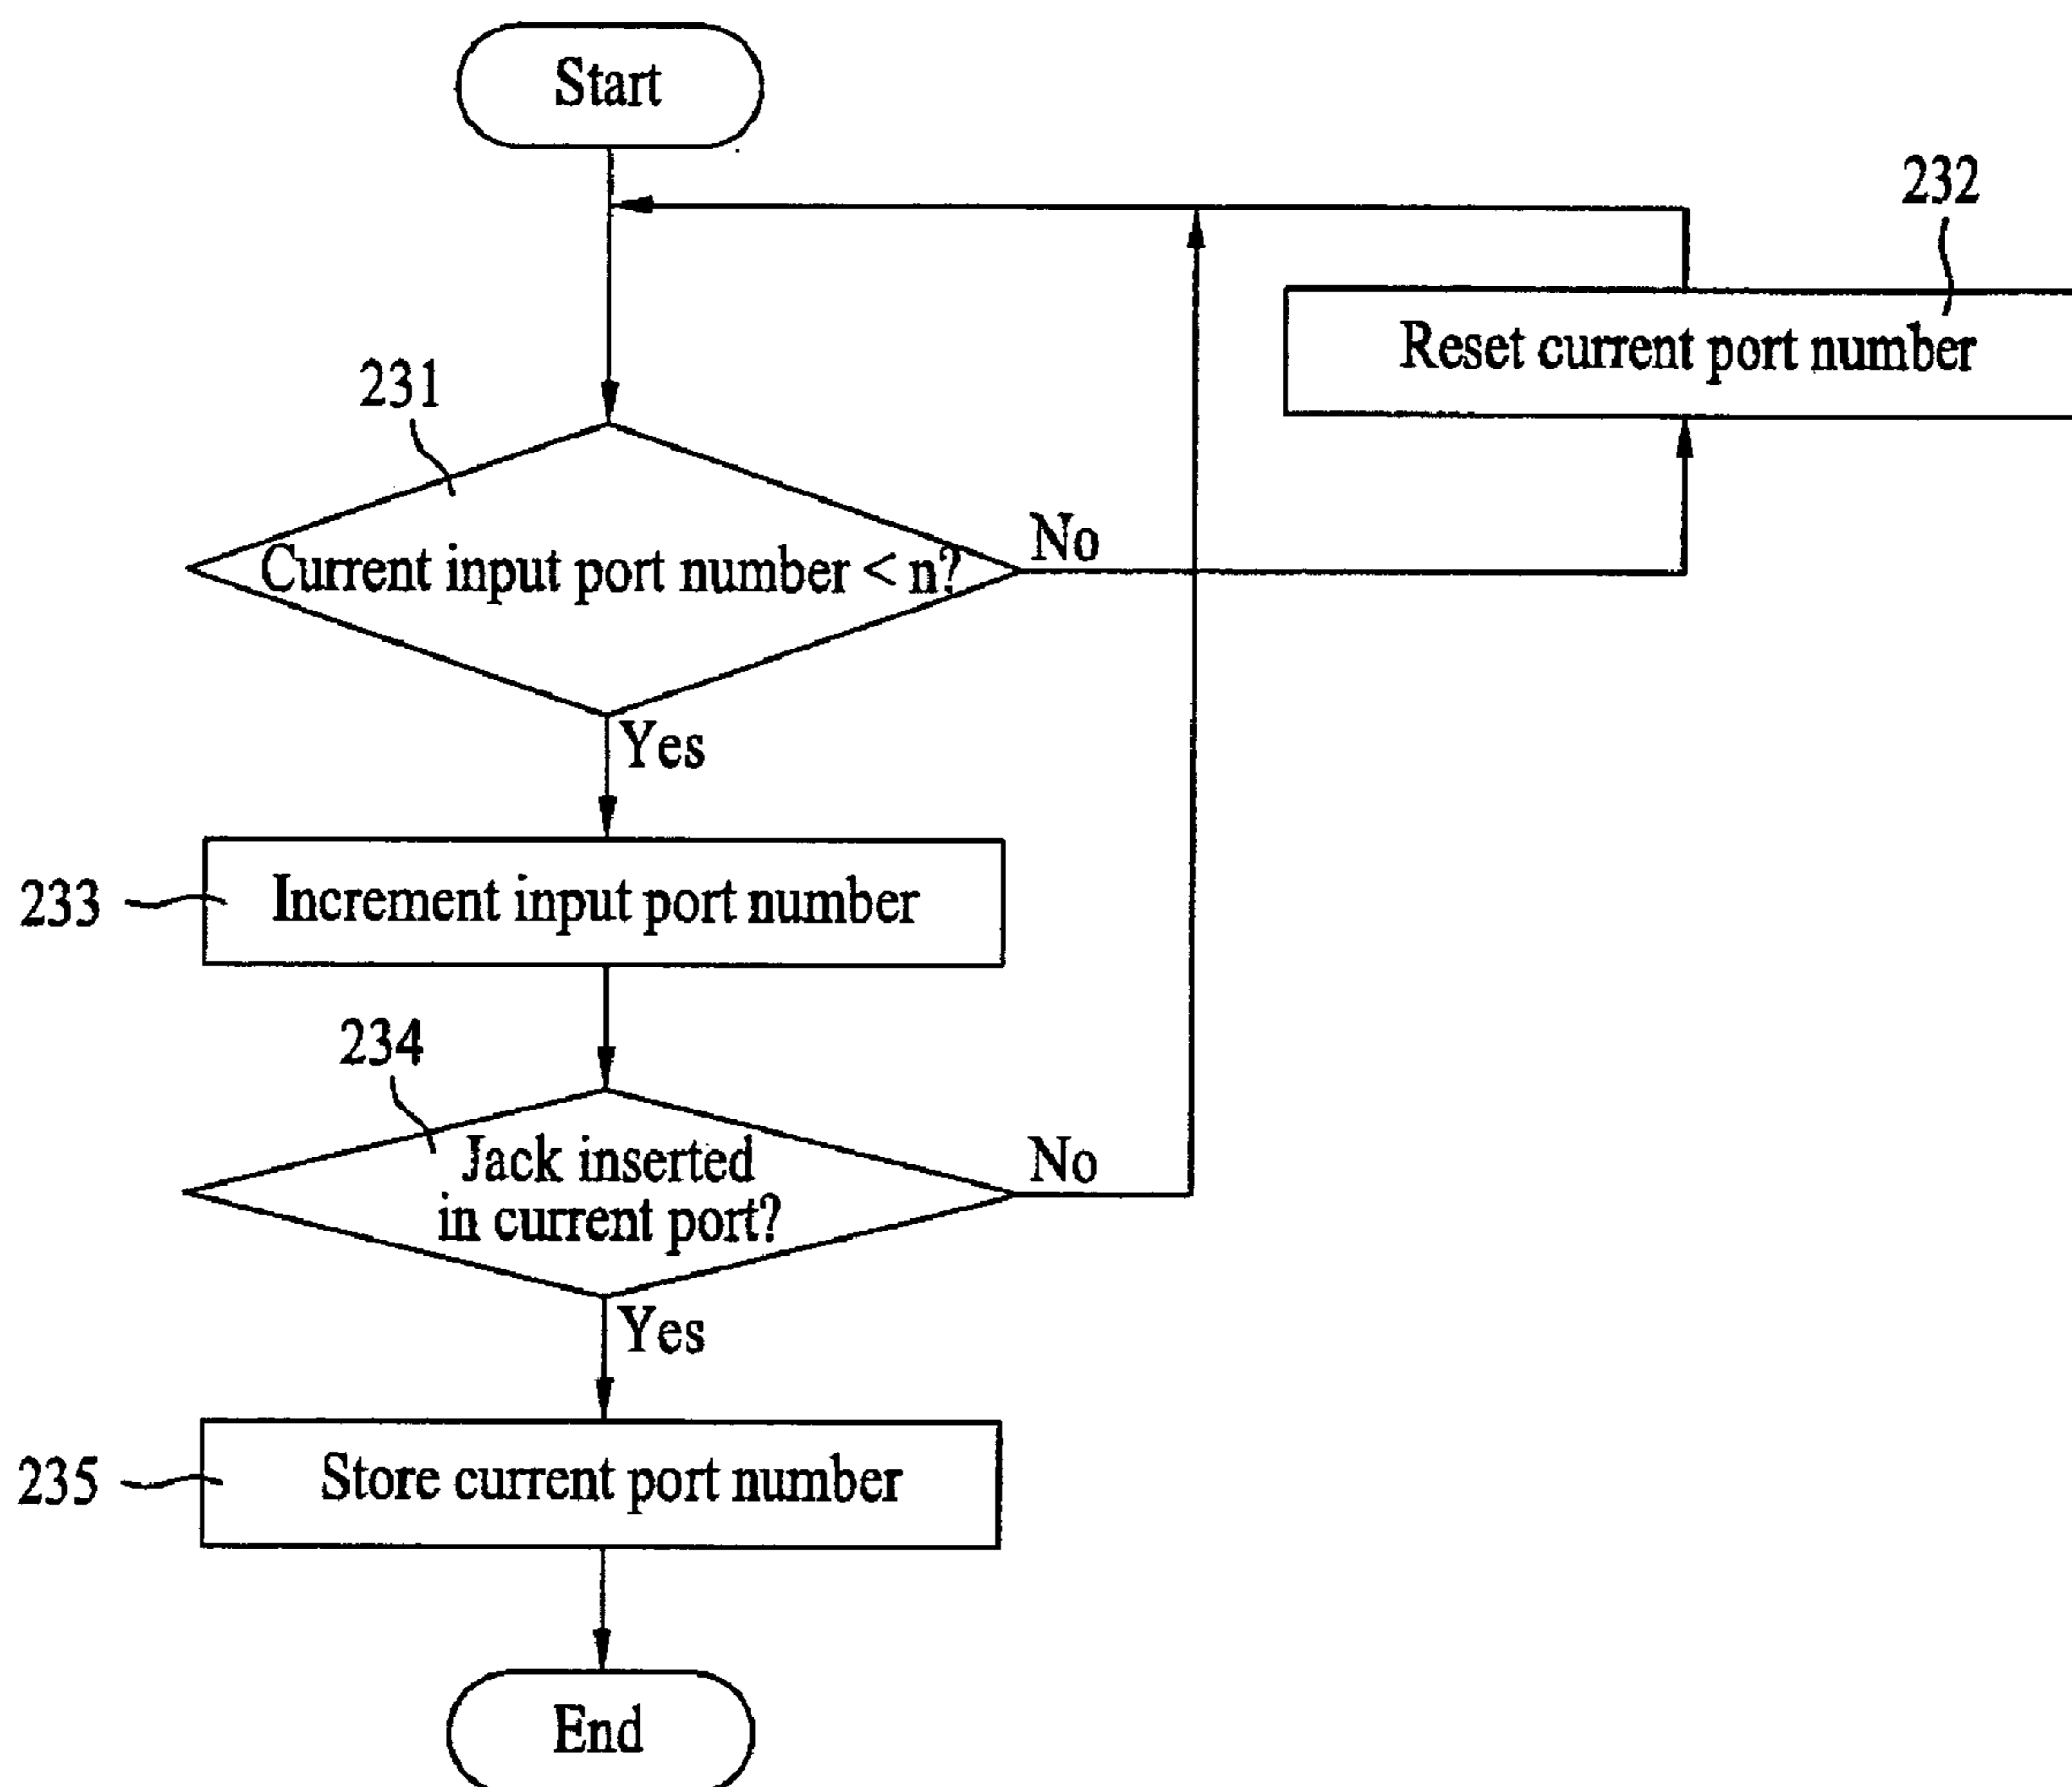 Start
232
Reset current port number
231
Current input port number < n?
No
Yes
233
Increment input port number
234
Jack inserted
in current port?
No
Yes
235
Store current port number
End